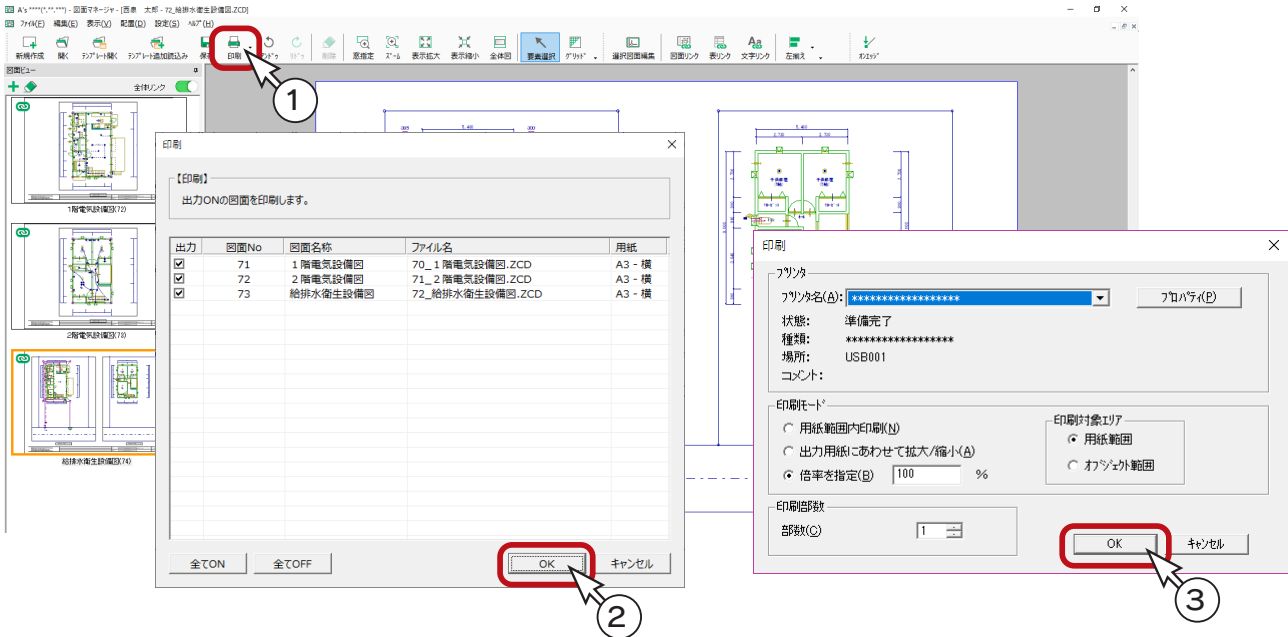 A's ****(*.**.***) - 図面マネージャ - [西泉　太郎 - 72_給排水衛生設備図.ZCD]
ファイル(F) 編集(E) 表示(V) 配置(D) 設定(S) ヘルプ(H)
新規作成 開く テンプレート開く テンプレート追加読込み 保存 印刷 アンドゥ リドゥ 削除 窓指定 ズーム 表示拡大 表示縮小 全体図 要素選択 グリッド 選択図面編集 図面リンク 表リンク 文字リンク 左揃え オンエッジ
図面ビュー
全体リンク
1階電気設備図(72)
2階電気設備図(73)
給排水衛生設備図(74)
①
印刷
【印刷】
出力ONの図面を印刷します。
出力 図面No 図面名称 ファイル名 用紙
71 １階電気設備図 70_１階電気設備図.ZCD A3 - 横
72 ２階電気設備図 71_２階電気設備図.ZCD A3 - 横
73 給排水衛生設備図 72_給排水衛生設備図.ZCD A3 - 横
全てON 全てOFF OK キャンセル
②
印刷
プリンタ
プリンタ名(A): ****************** プロパティ(P)
状態: 準備完了
種類: ******************
場所: USB001
コメント:
印刷モード
用紙範囲内印刷(N)
出力用紙にあわせて拡大/縮小(A)
倍率を指定(B) 100 %
印刷対象エリア
用紙範囲
オブジェクト範囲
印刷部数
部数(C) 1
OK キャンセル
③